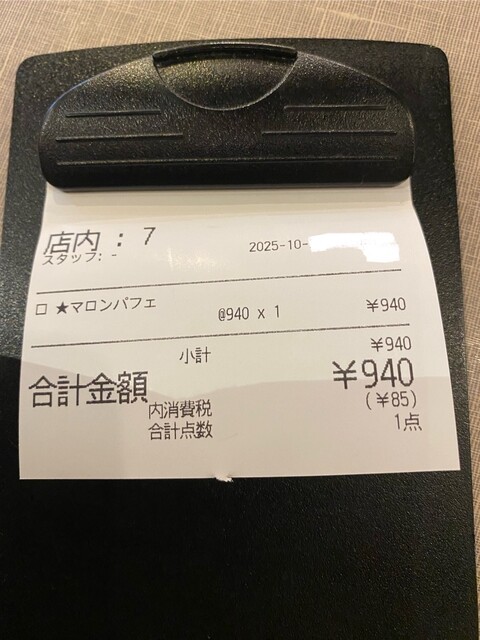 店内 : 7
スタッフ: -
2025-10-
□ ★マロンパフェ
@940 x 1 ¥940
小計 ¥940
合計金額 ¥940
内消費税 (¥85)
合計点数 1点